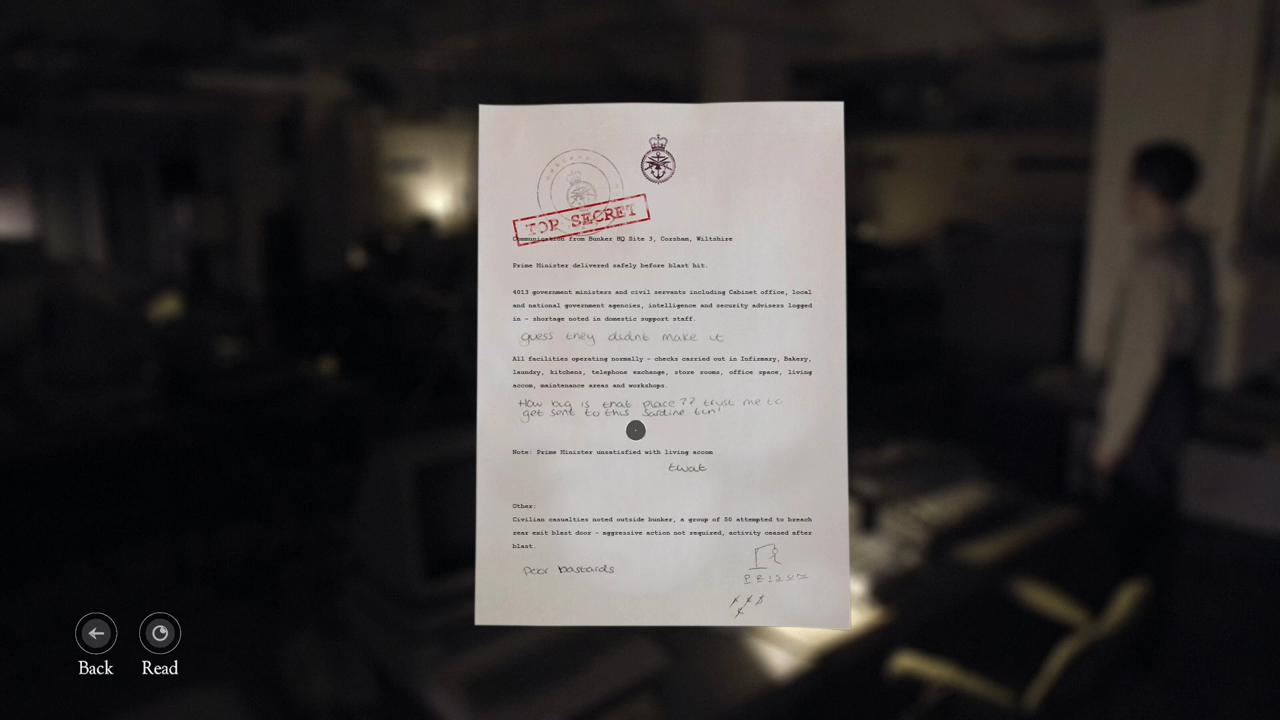 TOP SECRET
Communication from Bunker HQ Site 3, Corsham, Wiltshire
Prime Minister delivered safely before blast hit.
4013 government ministers and civil servants including Cabinet office, local
and national government agencies, intelligence and security advisers logged
in - shortage noted in domestic support staff.
guess they didnt make it
All facilities operating normally - checks carried out in Infirmary, Bakery,
laundry, kitchens, telephone exchange, store rooms, office space, living
accom, maintenance areas and workshops.
How big is that place?? trust me to
get sent to this sardine tin!
Note: Prime Minister unsatisfied with living accom
twat
Other:
Civilian casualties noted outside bunker, a group of 50 attempted to breach
rear exit blast door - aggressive action not required, activity ceased after
blast.
Poor bastards
Back
Read